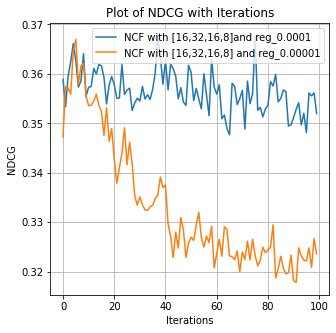 Plot of NDCG with Iterations
NCF with [16,32,16,8]and reg_0.0001
NCF with [16,32,16,8] and reg_0.00001
0.37
0.36
0.35
0.34
0.33
0.32
NDCG
0 20 40 60 80 100
Iterations